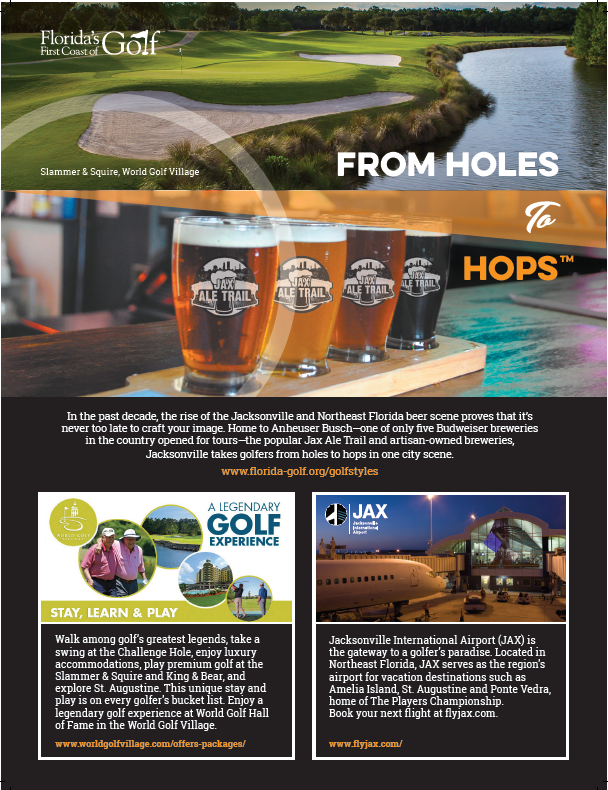 Florida's
First Coast of Golf
Slammer & Squire, World Golf Village
FROM HOLES
To
HOPS™
JAX
ALE TRAIL
JAX
ALE TRAIL
JAX
ALE TRAIL
JAX
ALE TRAIL
In the past decade, the rise of the Jacksonville and Northeast Florida beer scene proves that it's
never too late to craft your image. Home to Anheuser Busch—one of only five Budweiser breweries
in the country opened for tours—the popular Jax Ale Trail and artisan-owned breweries,
Jacksonville takes golfers from holes to hops in one city scene.
www.florida-golf.org/golfstyles
WORLD GOLF
A LEGENDARY
GOLF
EXPERIENCE
STAY, LEARN & PLAY
Walk among golf's greatest legends, take a
swing at the Challenge Hole, enjoy luxury
accommodations, play premium golf at the
Slammer & Squire and King & Bear, and
explore St. Augustine. This unique stay and
play is on every golfer's bucket list. Enjoy a
legendary golf experience at World Golf Hall
of Fame in the World Golf Village.
www.worldgolfvillage.com/offers-packages/
JAX
Jacksonville
International
Airport
Jacksonville International Airport (JAX) is
the gateway to a golfer's paradise. Located in
Northeast Florida, JAX serves as the region's
airport for vacation destinations such as
Amelia Island, St. Augustine and Ponte Vedra,
home of The Players Championship.
Book your next flight at flyjax.com.
www.flyjax.com/